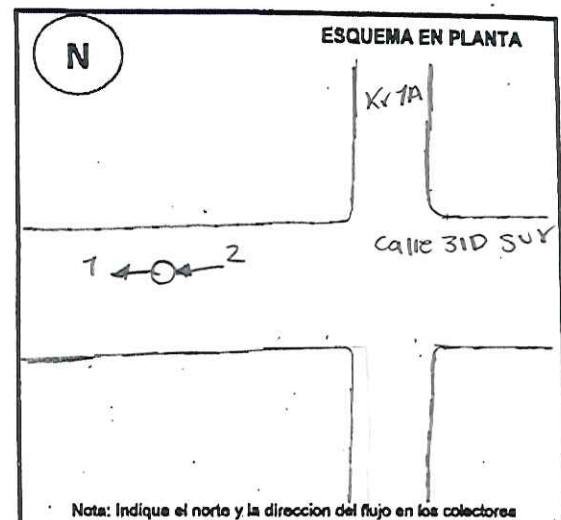 ESQUEMA EN PLANTA
N
Kr 1A
Calle 31D SUR
1
2
Nota: Indique el norte y la direccion del flujo en los colectores